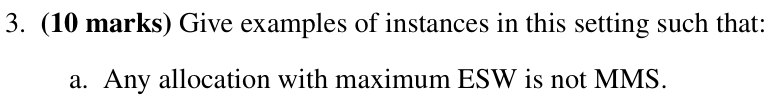 3. (10 marks) Give examples of instances in this setting such that:
a. Any allocation with maximum ESW is not MMS.